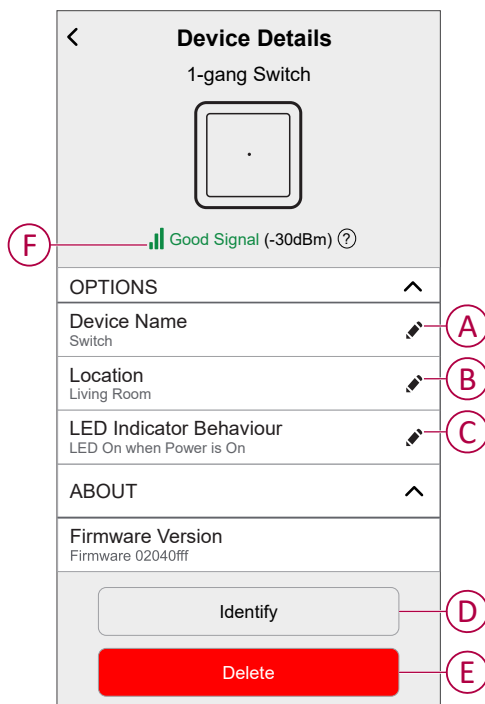 Device Details
1-gang Switch
F
Good Signal (-30dBm) ?
OPTIONS
Device Name
Switch
A
Location
Living Room
B
LED Indicator Behaviour
LED On when Power is On
C
ABOUT
Firmware Version
Firmware 02040fff
Identify
D
Delete
E